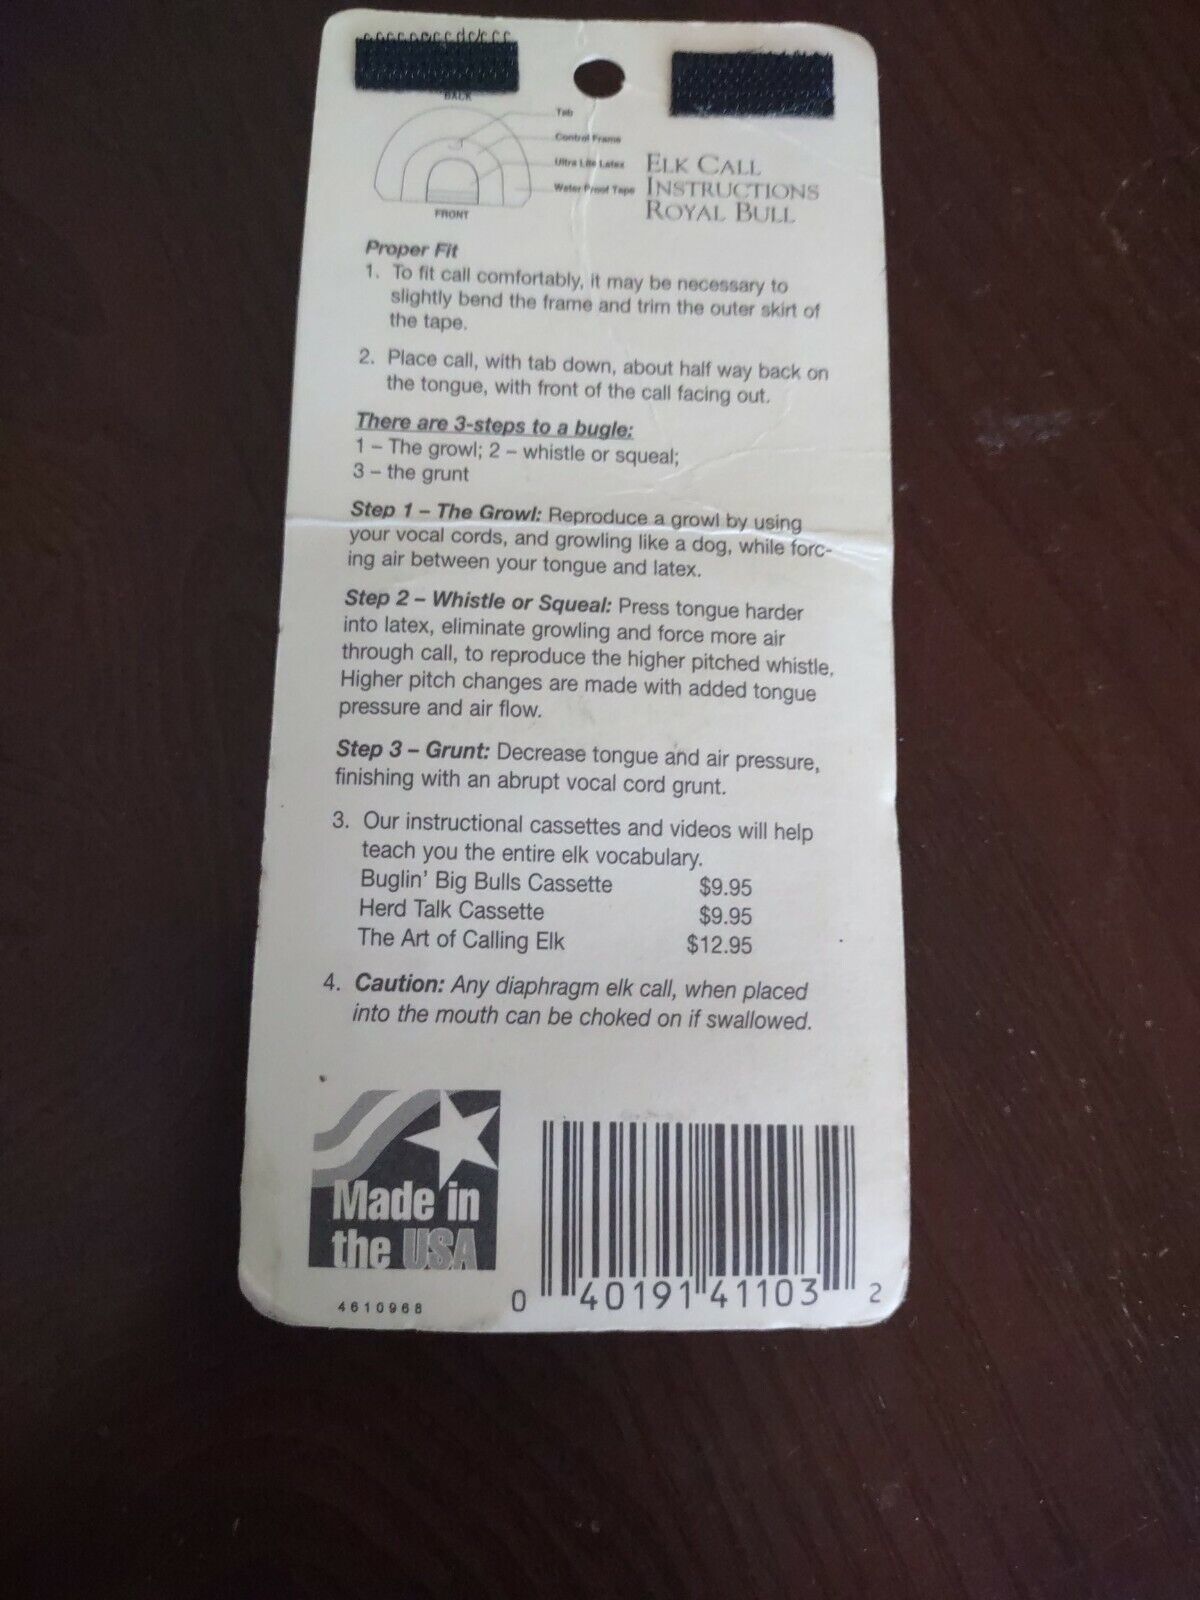 BACK
Tab
Control Frame
Ultra Lite Latex
Water Proof Tape
FRONT
ELK CALL
INSTRUCTIONS
ROYAL BULL
Proper Fit
1. To fit call comfortably, it may be necessary to
slightly bend the frame and trim the outer skirt of
the tape.
2. Place call, with tab down, about half way back on
the tongue, with front of the call facing out.
There are 3-steps to a bugle:
1 – The growl; 2 – whistle or squeal;
3 – the grunt
Step 1 – The Growl: Reproduce a growl by using
your vocal cords, and growling like a dog, while forc-
ing air between your tongue and latex.
Step 2 – Whistle or Squeal: Press tongue harder
into latex, eliminate growling and force more air
through call, to reproduce the higher pitched whistle.
Higher pitch changes are made with added tongue
pressure and air flow.
Step 3 – Grunt: Decrease tongue and air pressure,
finishing with an abrupt vocal cord grunt.
3. Our instructional cassettes and videos will help
teach you the entire elk vocabulary.
Buglin' Big Bulls Cassette $9.95
Herd Talk Cassette $9.95
The Art of Calling Elk $12.95
4. Caution: Any diaphragm elk call, when placed
into the mouth can be choked on if swallowed.
Made in
the USA
4610968
0 40191 41103 2